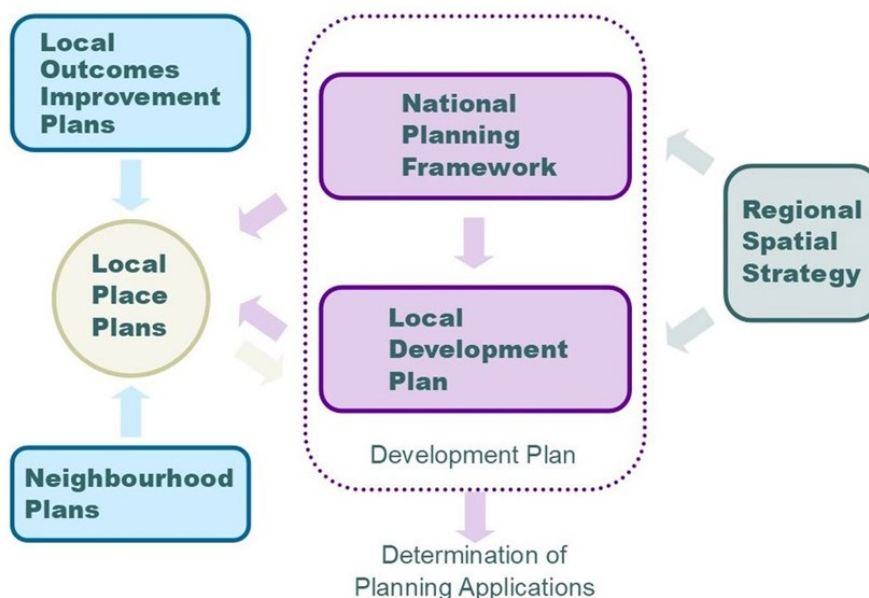 Local
Outcomes
Improvement
Plans
National
Planning
Framework
Regional
Spatial
Strategy
Local
Place
Plans
Local
Development
Plan
Neighbourhood
Plans
Development Plan
Determination of
Planning Applications